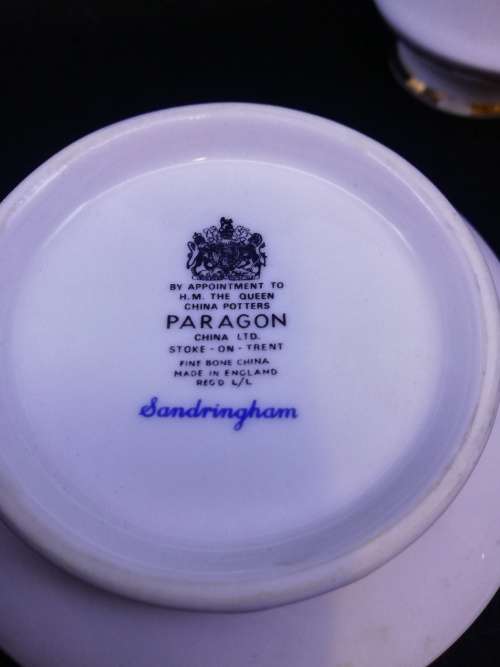 BY APPOINTMENT TO
H.M. THE QUEEN
CHINA POTTERS
PARAGON
CHINA LTD.
STOKE - ON - TRENT
FINE BONE CHINA
MADE IN ENGLAND
REG'D L/L
Sandringham